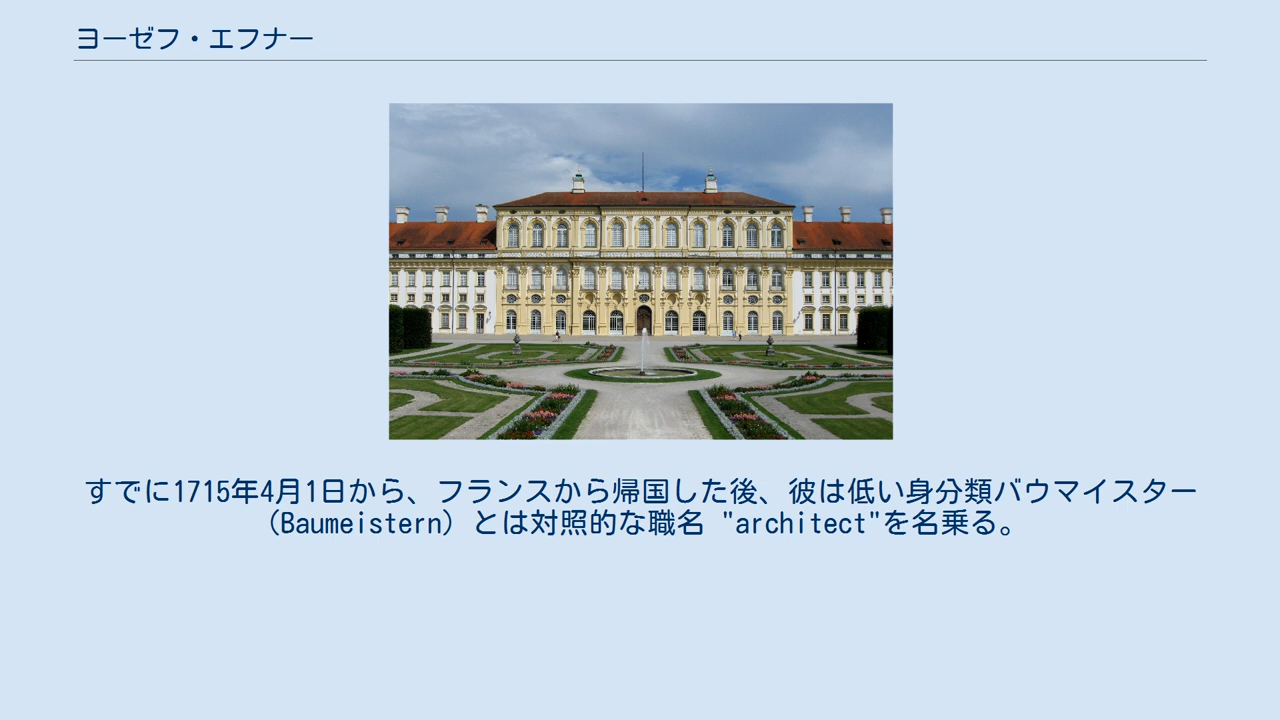 ヨーゼフ・エフナー
すでに1715年4月1日から、フランスから帰国した後、彼は低い身分類バウマイスター
（Baumeistern）とは対照的な職名 "architect"を名乗る。